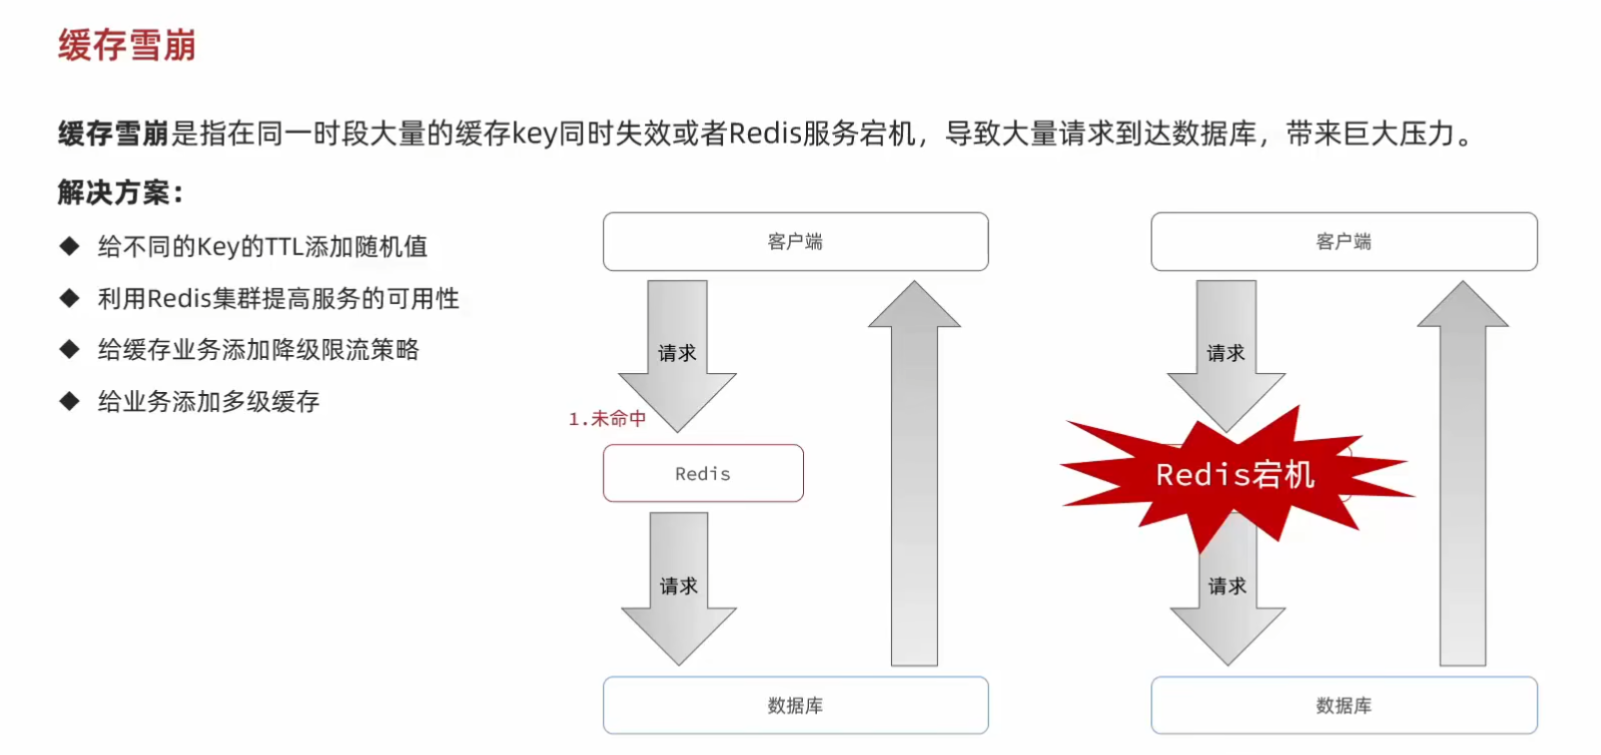 缓存雪崩
缓存雪崩是指在同一时段大量的缓存key同时失效或者Redis服务宕机，导致大量请求到达数据库，带来巨大压力。
解决方案：
◆ 给不同的Key的TTL添加随机值
◆ 利用Redis集群提高服务的可用性
◆ 给缓存业务添加降级限流策略
◆ 给业务添加多级缓存
客户端
请求
1.未命中
Redis
请求
数据库
客户端
请求
Redis宕机
请求
数据库